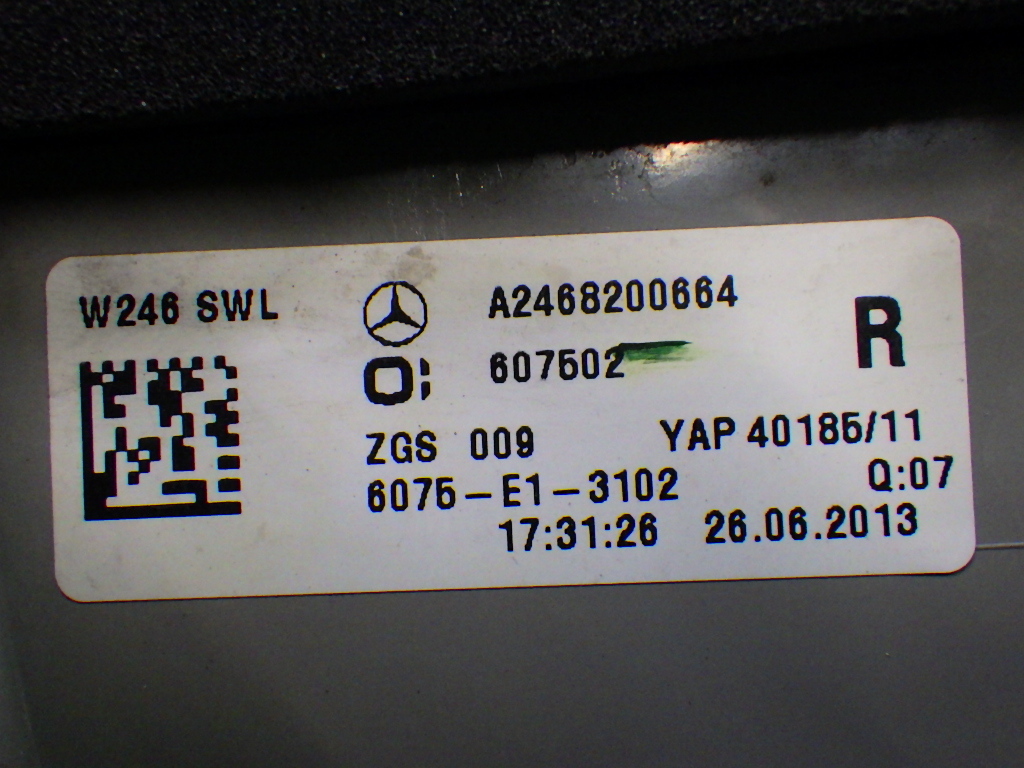 W246 SWL
A2468200664
R
607502
ZGS 009
YAP 40185/11
6075-E1-3102
Q:07
17:31:26 26.06.2013